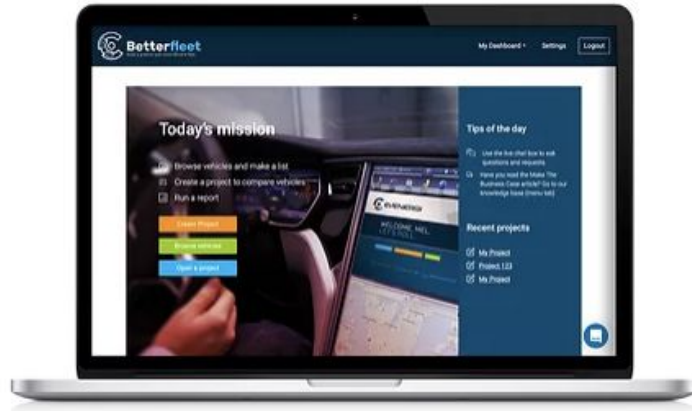 Betterfleet
My Dashboard
Settings
Logout
Today's mission
Browse vehicles and make a list
Create a project to compare vehicles
Run a report
Create Project
Browse vehicles
Open a project
EVENERGI
WELCOME, MEL.
LET'S ROLL.
Tips of the day
Use the live chat box to ask
questions and requests
Have you read the Make The
Business Case article? Go to our
knowledge base (menu tab)
Recent projects
My Project
Project 123
My Project